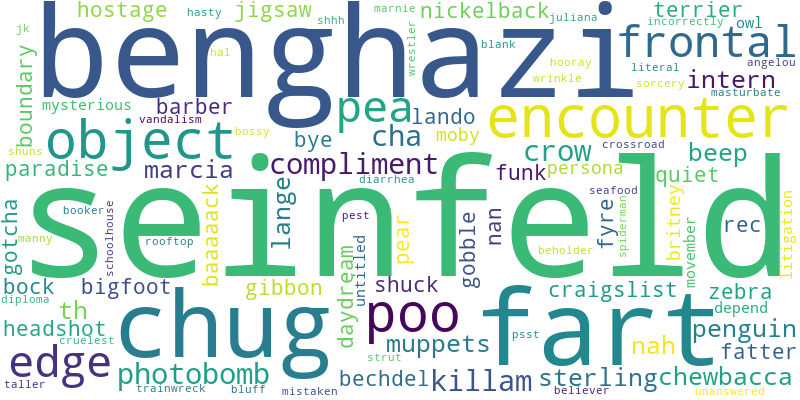 hostage
jigsaw
shhh
marnie
nickelback
juliana
terrier
incorrectly
owl
jk
hasty
benghazi
blank
frontal
angelou
boundary
wrestler
hal
hooray
literal
intern
wrinkle
sorcery
masturbate
mysterious
barber
pea
lando
encounter
vandalism
object
bossy
bye
cha
moby
crow
crossroad
beep
shuns
paradise
marcia
compliment
funk
persona
quiet
diarrhea
seafood
seinfeld
gotcha
booker
manny
schoolhouse
rooftop
baaaaack
lange
pest
untitled
pear
gobble
nan
fyre
spiderman
britney
movember
rec
litigation
beholder
bock
bigfoot
gibbon
daydream
shuck
craigslist
zebra
diploma
th
chug
poo
fart
depend
headshot
cruelest
psst
penguin
edge
muppets
nah
fatter
strut
photobomb
taller
trainwreck
bluff
mistaken
bechdel
killam
sterling
believer
chewbacca
unanswered